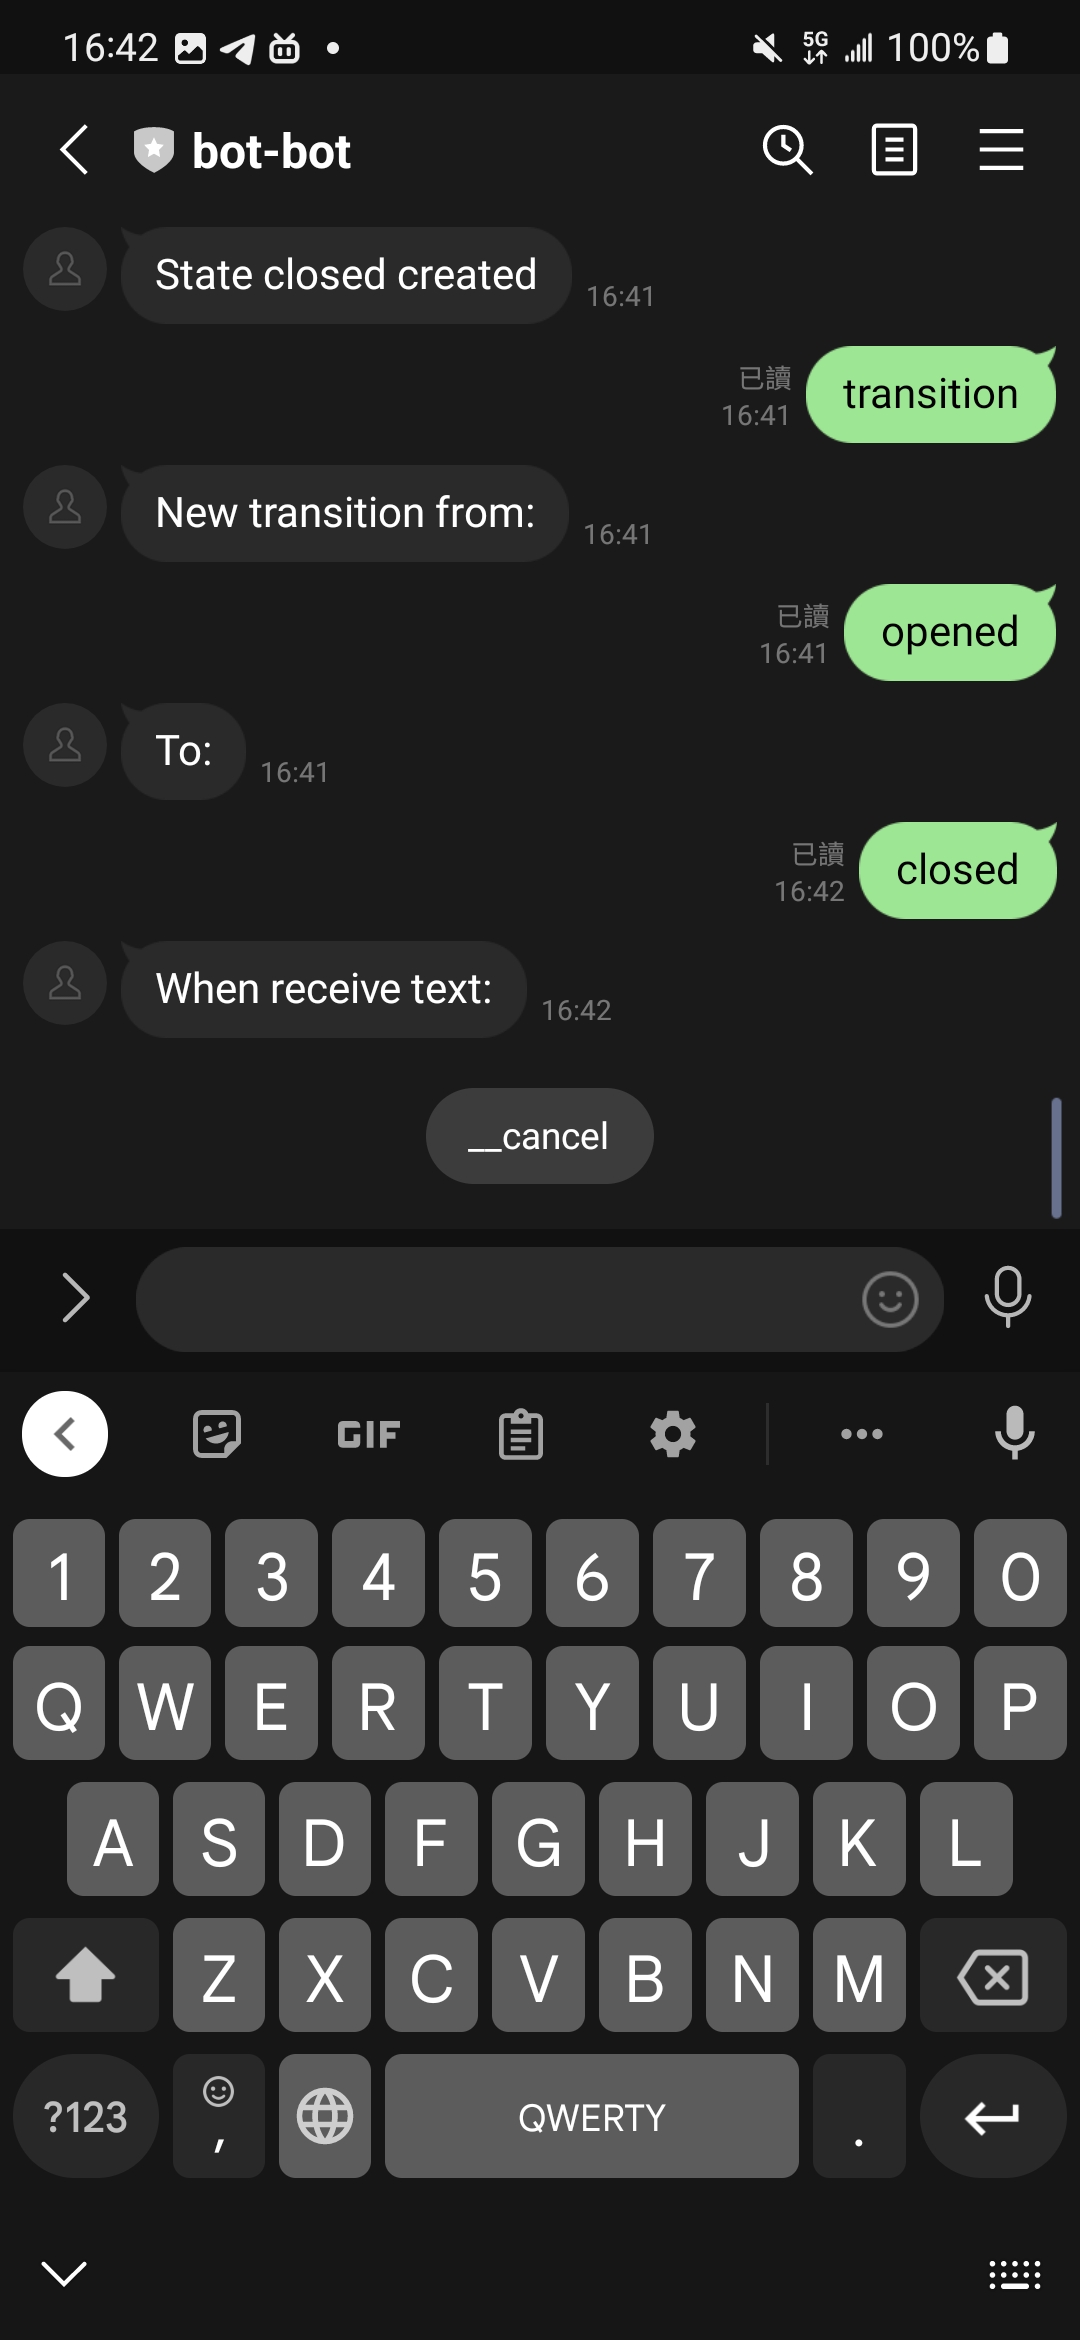 16:42 5G 100%
bot-bot
State closed created
16:41
已讀
16:41
transition
New transition from:
16:41
已讀
16:41
opened
To:
16:41
已讀
16:42
closed
When receive text:
16:42
__cancel
GIF
1 2 3 4 5 6 7 8 9 0
Q W E R T Y U I O P
A S D F G H J K L
Z X C V B N M
?123 , QWERTY .